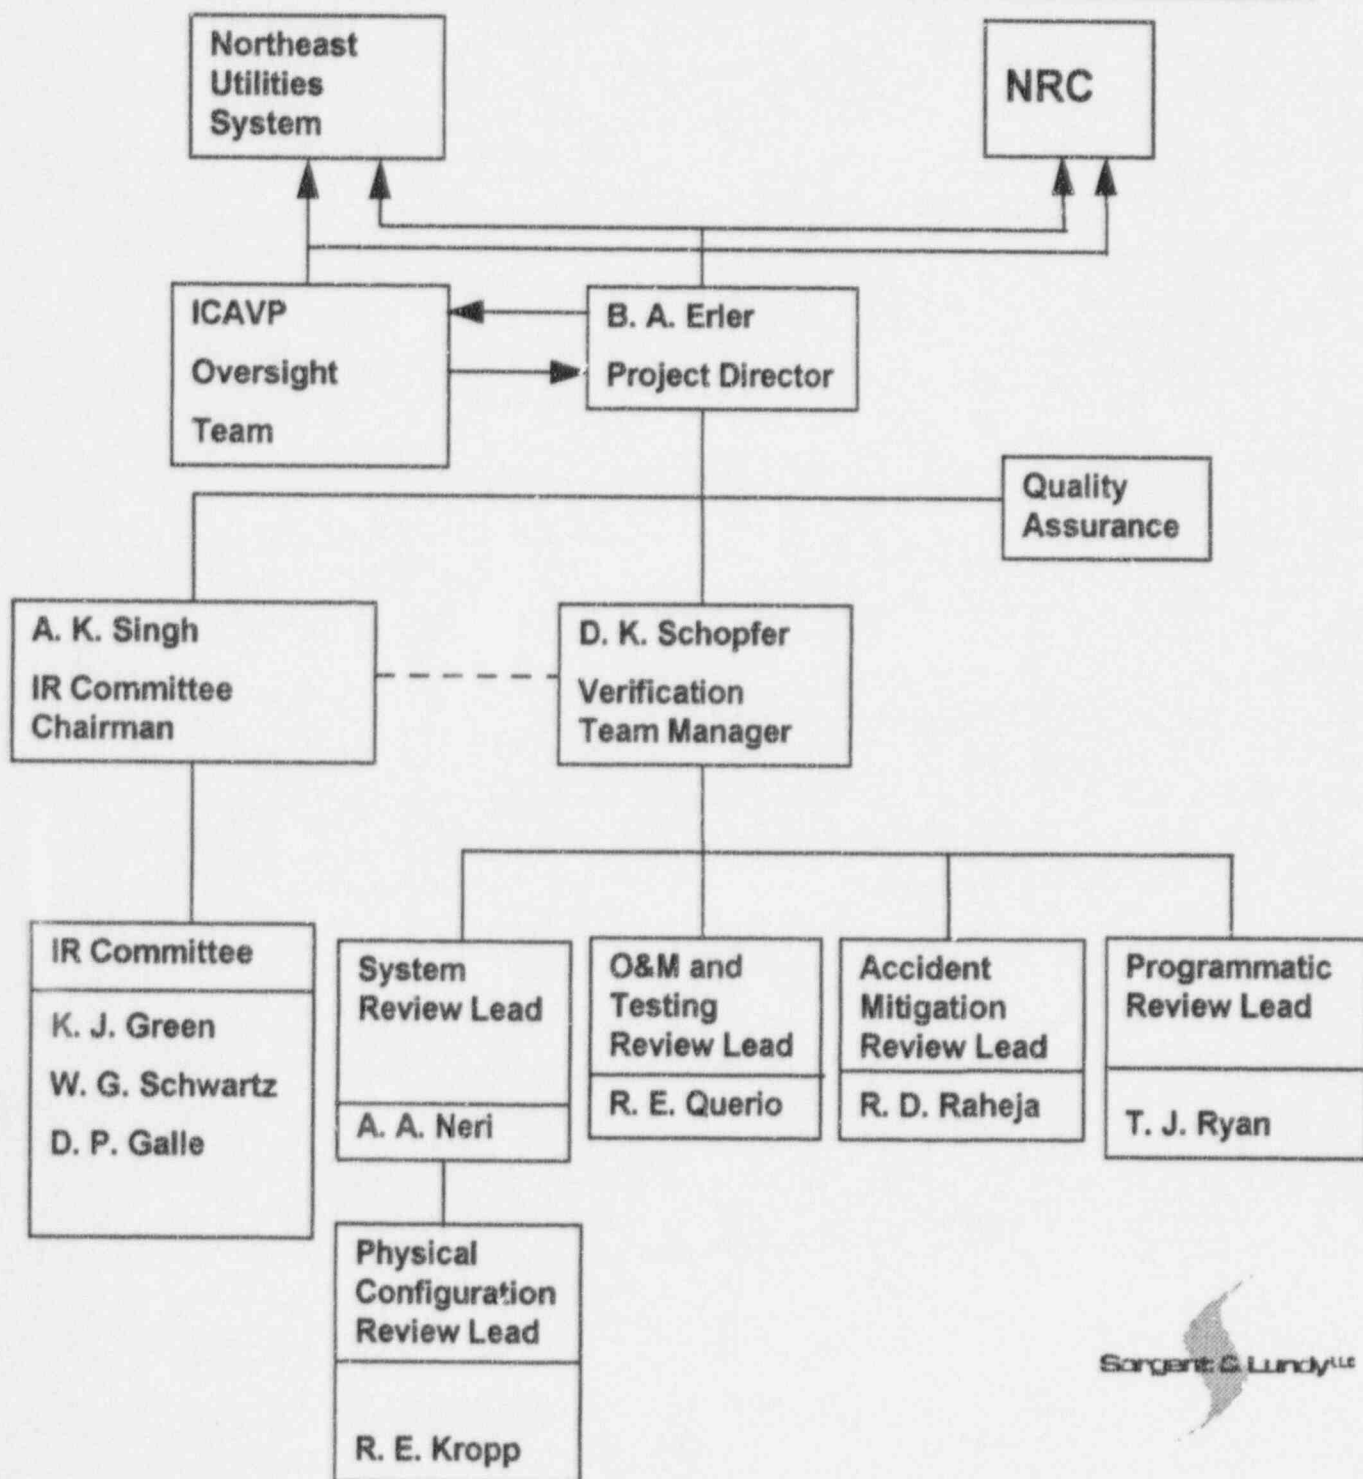 Northeast
Utilities
System
NRC
ICAVP
Oversight
Team
B. A. Erler
Project Director
Quality
Assurance
A. K. Singh
IR Committee
Chairman
D. K. Schopfer
Verification
Team Manager
IR Committee
K. J. Green
W. G. Schwartz
D. P. Galle
System
Review Lead
A. A. Neri
O&M and
Testing
Review Lead
R. E. Querio
Accident
Mitigation
Review Lead
R. D. Raheja
Programmatic
Review Lead
T. J. Ryan
Physical
Configuration
Review Lead
R. E. Kropp
Sargent & Lundy LLC